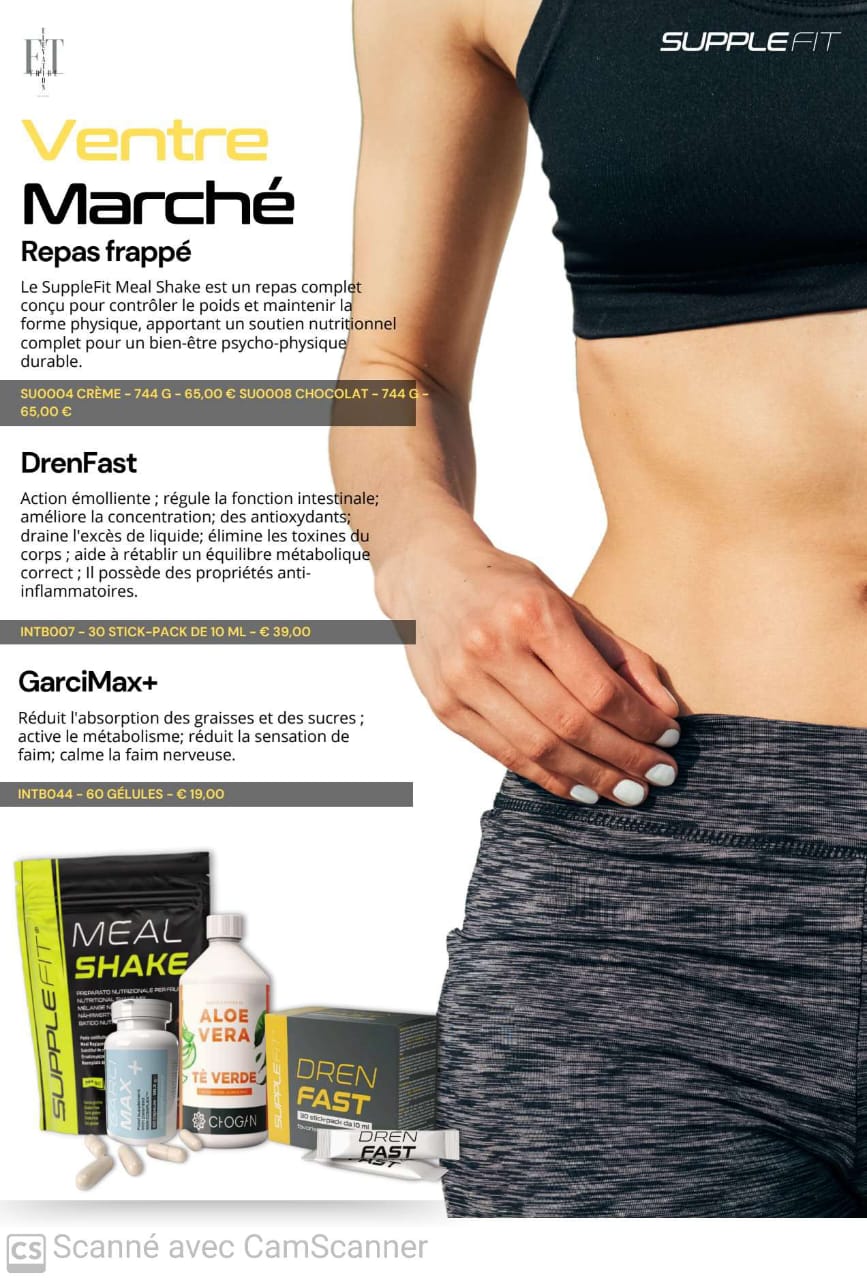 SUPPLEFIT
ET
Ventre
Marché
Repas frappé
Le SuppleFit Meal Shake est un repas complet
conçu pour contrôler le poids et maintenir la
forme physique, apportant un soutien nutritionnel
complet pour un bien-être psycho-physique
durable.
SU0004 CRÈME - 744 G - 65,00 € SU0008 CHOCOLAT - 744 G -
65,00 €
DrenFast
Action émolliente ; régule la fonction intestinale;
améliore la concentration; des antioxydants;
draine l'excès de liquide; élimine les toxines du
corps ; aide à rétablir un équilibre métabolique
correct ; Il possède des propriétés anti-
inflammatoires.
INTB007 - 30 STICK-PACK DE 10 ML - € 39,00
GarciMax+
Réduit l'absorption des graisses et des sucres ;
active le métabolisme; réduit la sensation de
faim; calme la faim nerveuse.
INTB044 - 60 GÉLULES - € 19,00
MEAL
SHAKE
SUPPLEFIT
MAX+
ALOE
VERA
TÈ VERDE
CHOGAN
SUPPLEFIT
DREN
FAST
30 stick-pack da 10 ml
DREN
FAST
CS Scanné avec CamScanner